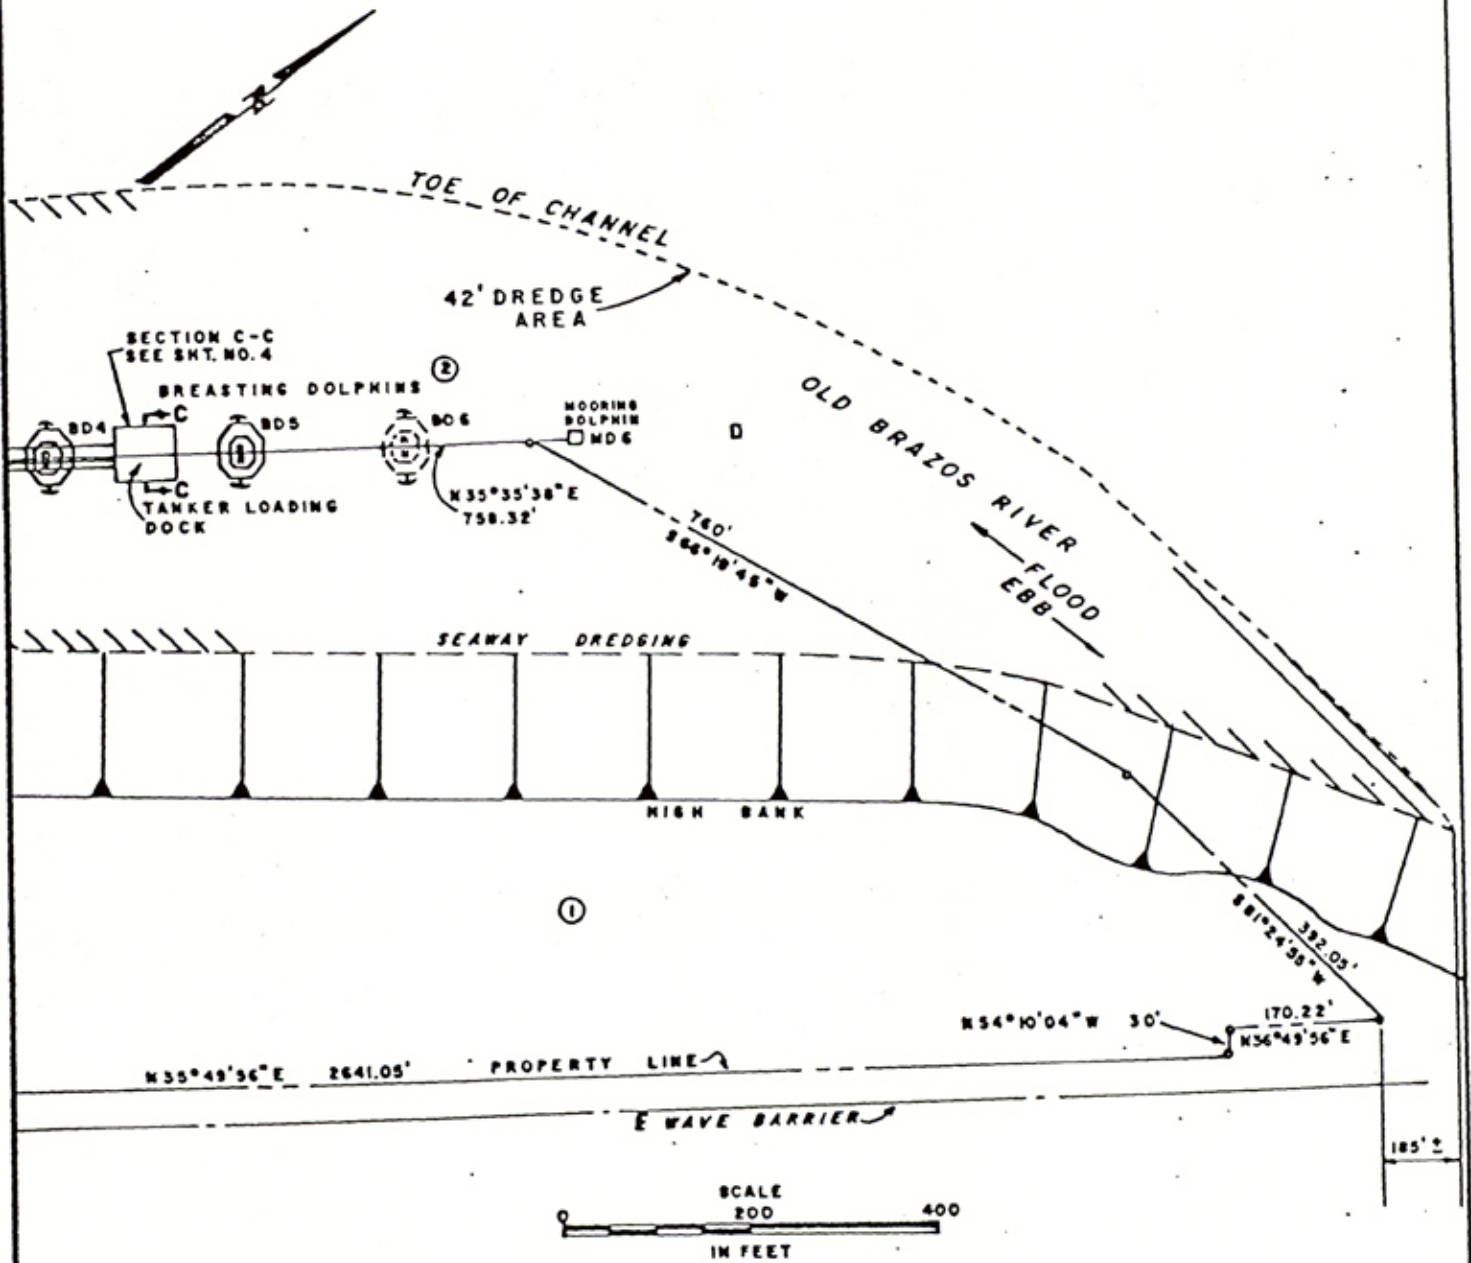 TOE OF CHANNEL
42' DREDGE
AREA
SECTION C-C
SEE SHT. NO. 4
BREASTING DOLPHINS
2
BD4
C
BD5
BD6
MOORING
DOLPHIN
MD6
D
OLD BRAZOS RIVER
C
TANKER LOADING
DOCK
N35°35'38"E
758.32'
760'
FLOOD
EBB
SEAWAY DREDGING
HIGH BANK
1
392.05'
S81°24'58"W
N54°10'04"W 30'
170.22'
N36°49'56"E
N35°49'56"E 2641.05' PROPERTY LINE
E WAVE BARRIER
185' ±
SCALE
0 200 400
IN FEET